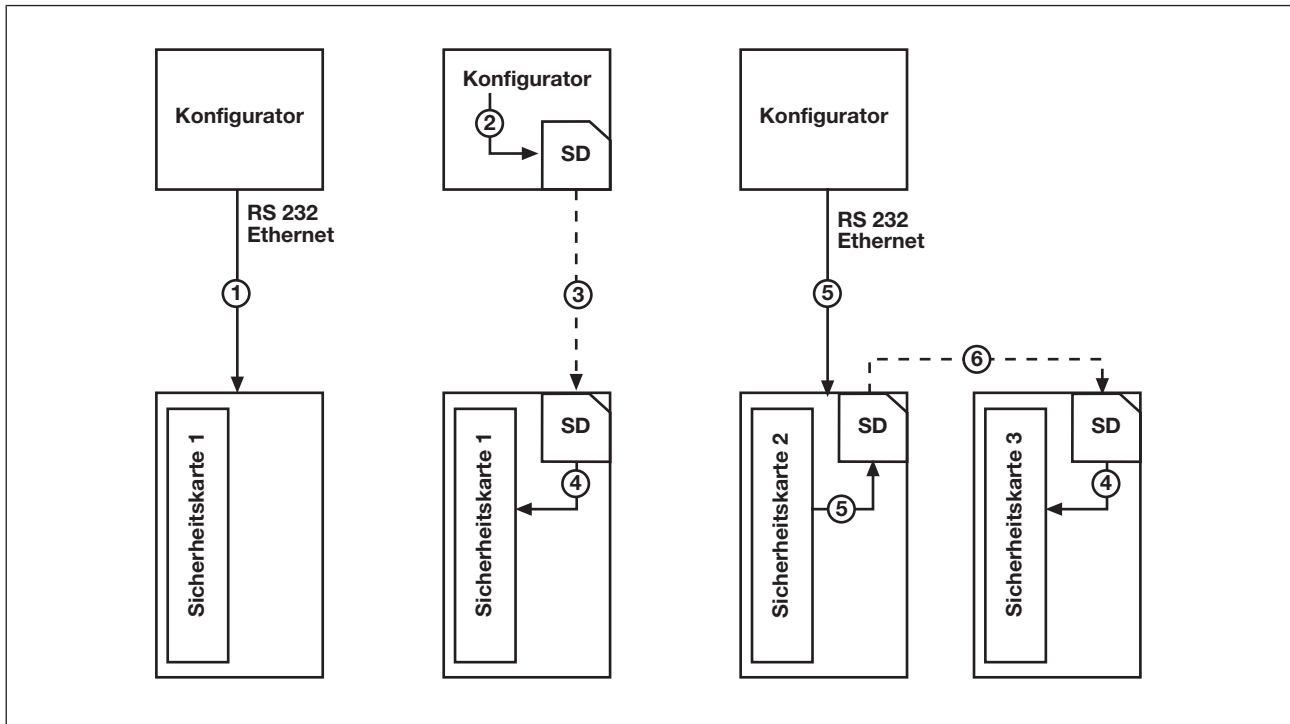 Konfigurator
RS 232
Ethernet
1
Sicherheitskarte 1
Konfigurator
2
SD
3
SD
4
Sicherheitskarte 1
Konfigurator
RS 232
Ethernet
5
6
SD
5
Sicherheitskarte 2
SD
4
Sicherheitskarte 3